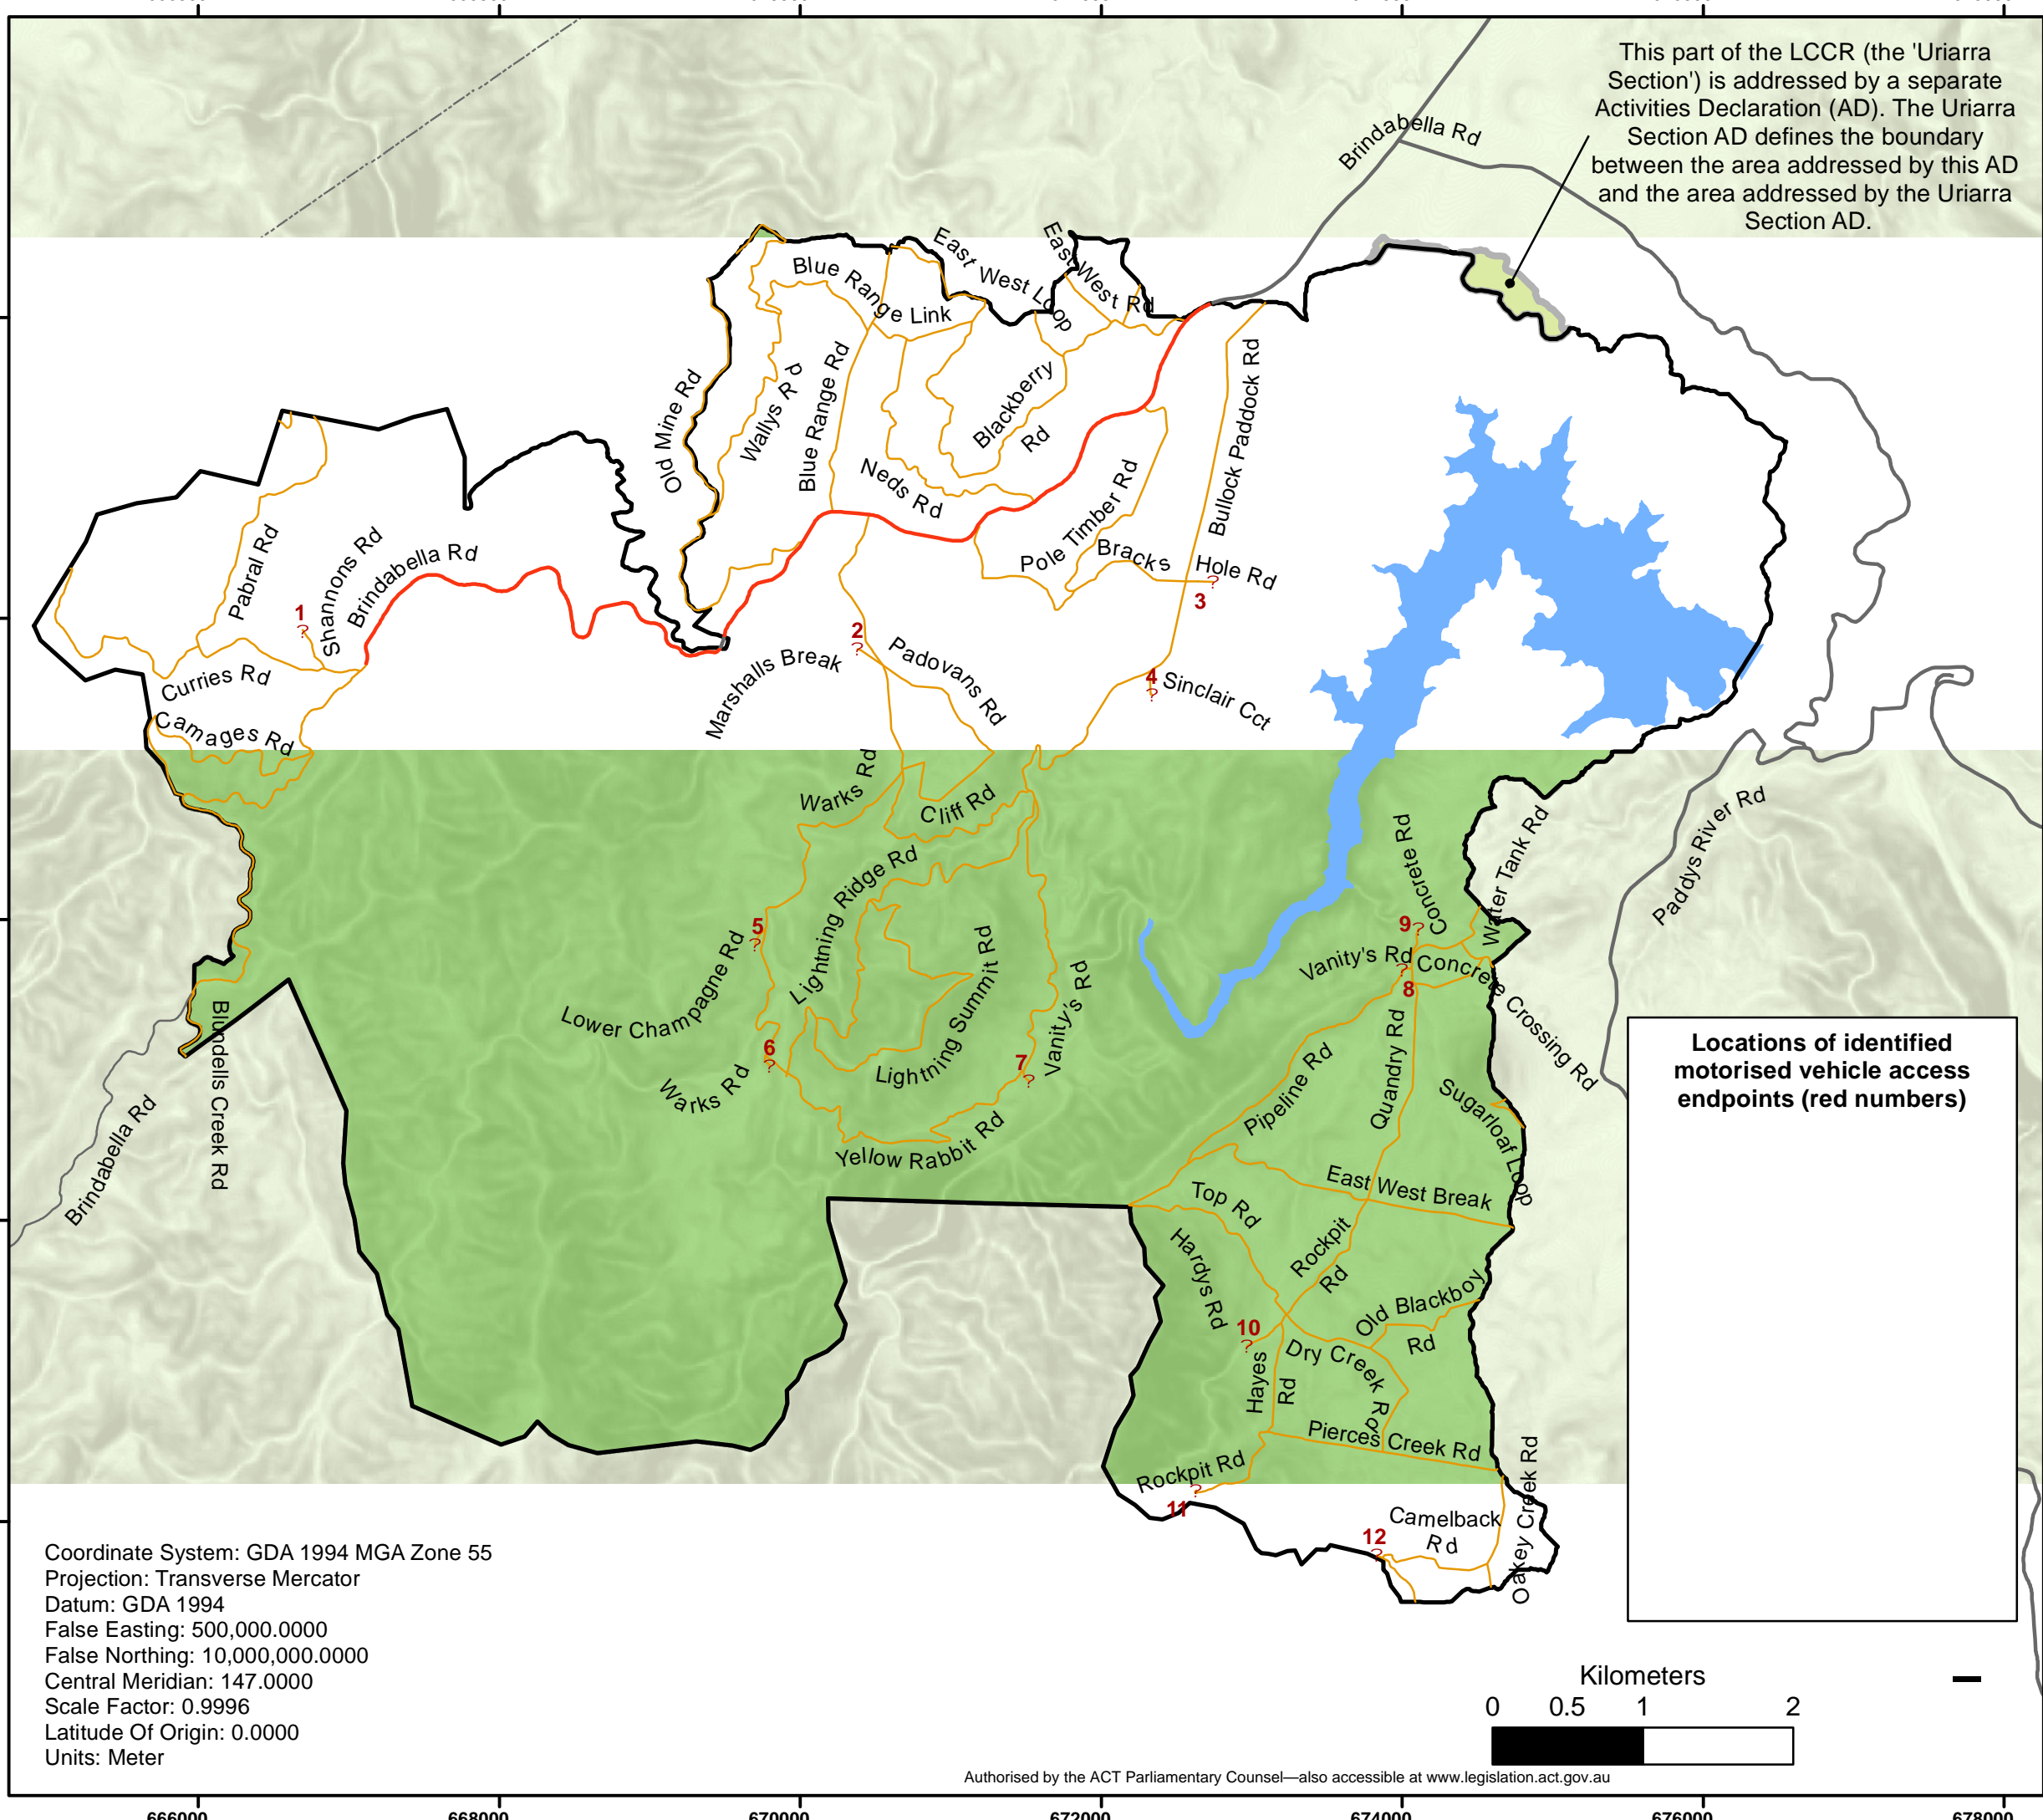 This part of the LCCR (the 'Uriarra
Section') is addressed by a separate
Activities Declaration (AD). The Uriarra
Section AD defines the boundary
between the area addressed by this AD
and the area addressed by the Uriarra
Section AD.
Brindabella Rd
East West Loop
East West Rd
Blue Range Link
Old Mine Rd
Wallys Rd
Blue Range Rd
Blackberry
Rd
Neds Rd
Bullock Paddock Rd
Pole Timber Rd
Bracks Hole Rd
Pabral Rd
Shannons Rd
Brindabella Rd
1
2
3
4
Curries Rd
Camages Rd
Marshalls Break
Padovans Rd
Sinclair Cct
Warks Rd
Cliff Rd
Lightning Ridge Rd
Concrete Rd
Water Tank Rd
Paddys River Rd
5
9
Lower Champagne Rd
Lightning Summit Rd
Vanity's Rd
Vanity's Rd
Concrete Crossing Rd
8
6
7
Warks Rd
Yellow Rabbit Rd
Blundells Creek Rd
Brindabella Rd
Pipeline Rd
Quandry Rd
Sugarloaf Loop
East West Break
Top Rd
Hardys Rd
Rockpit
Rd
Old Blackboy
Rd
10
Hayes
Rd
Dry Creek Rd
Pierces Creek Rd
Rockpit Rd
11
12
Camelback
Rd
Oakey Creek Rd
Locations of identified
motorised vehicle access
endpoints (red numbers)
Coordinate System: GDA 1994 MGA Zone 55
Projection: Transverse Mercator
Datum: GDA 1994
False Easting: 500,000.0000
False Northing: 10,000,000.0000
Central Meridian: 147.0000
Scale Factor: 0.9996
Latitude Of Origin: 0.0000
Units: Meter
Kilometers
0 0.5 1 2
Authorised by the ACT Parliamentary Counsel—also accessible at www.legislation.act.gov.au
666000 668000 670000 672000 674000 676000 678000